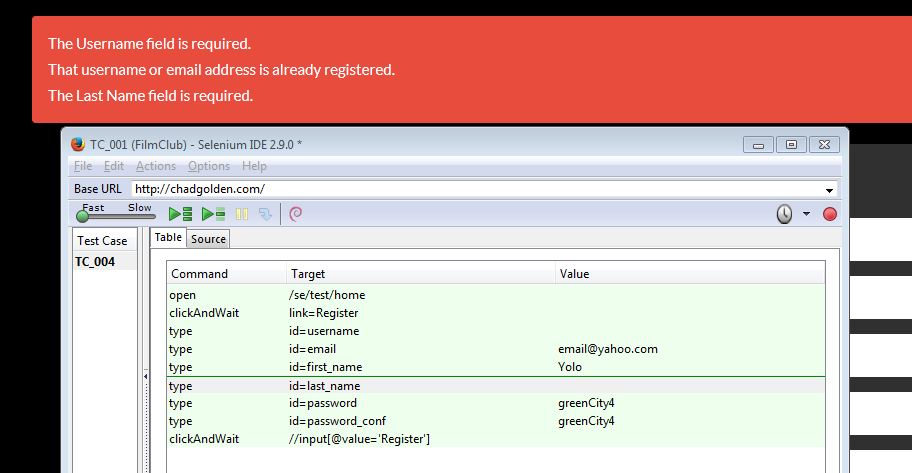 The Username field is required.
That username or email address is already registered.
The Last Name field is required.
TC_001 (FilmClub) - Selenium IDE 2.9.0 *
File Edit Actions Options Help
Base URL http://chadgolden.com/
Fast Slow
Test Case Table Source
TC_004
Command Target Value
open /se/test/home
clickAndWait link=Register
type id=username
type id=email email@yahoo.com
type id=first_name Yolo
type id=last_name
type id=password greenCity4
type id=password_conf greenCity4
clickAndWait //input[@value='Register']